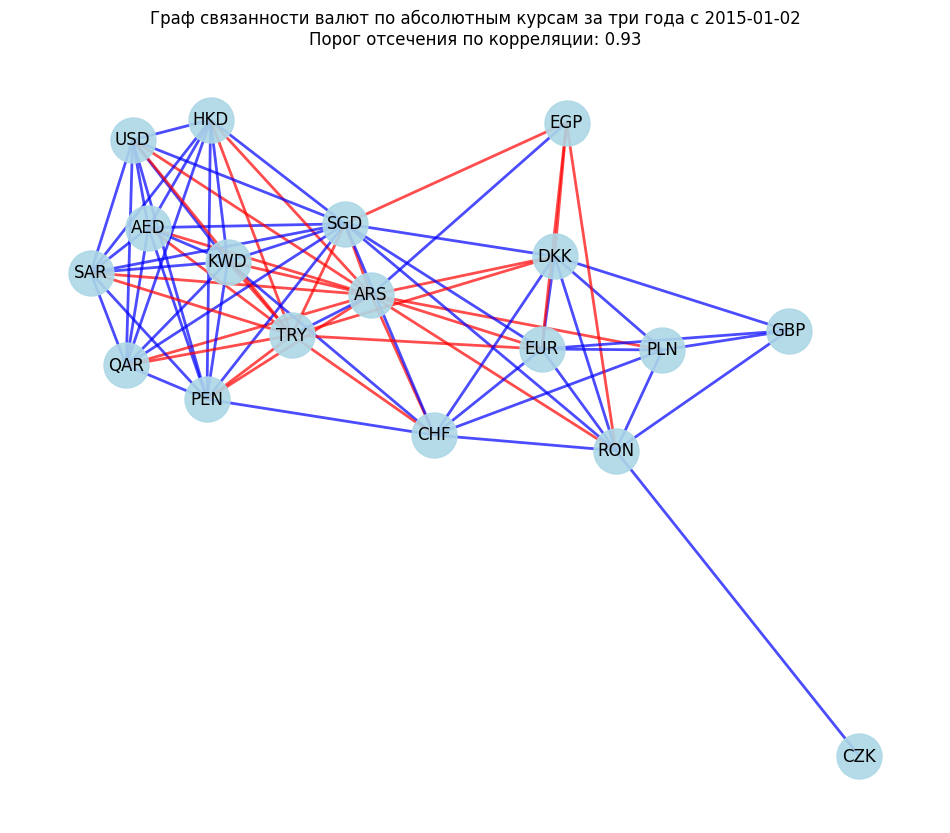 Граф связанности валют по абсолютным курсам за три года с 2015-01-02
Порог отсечения по корреляции: 0.93
HKD
EGP
USD
SGD
AED
DKK
KWD
SAR
ARS
GBP
TRY
EUR
PLN
QAR
PEN
CHF
RON
CZK